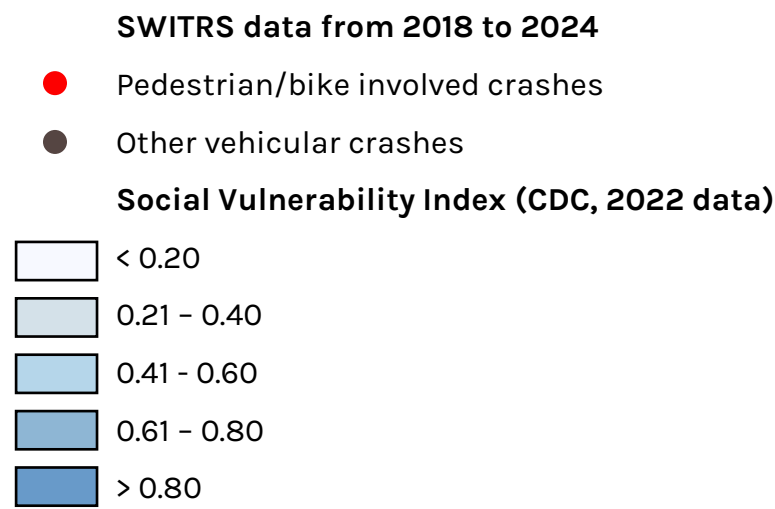 SWITRS data from 2018 to 2024
Pedestrian/bike involved crashes
Other vehicular crashes
Social Vulnerability Index (CDC, 2022 data)
< 0.20
0.21 – 0.40
0.41 - 0.60
0.61 – 0.80
> 0.80